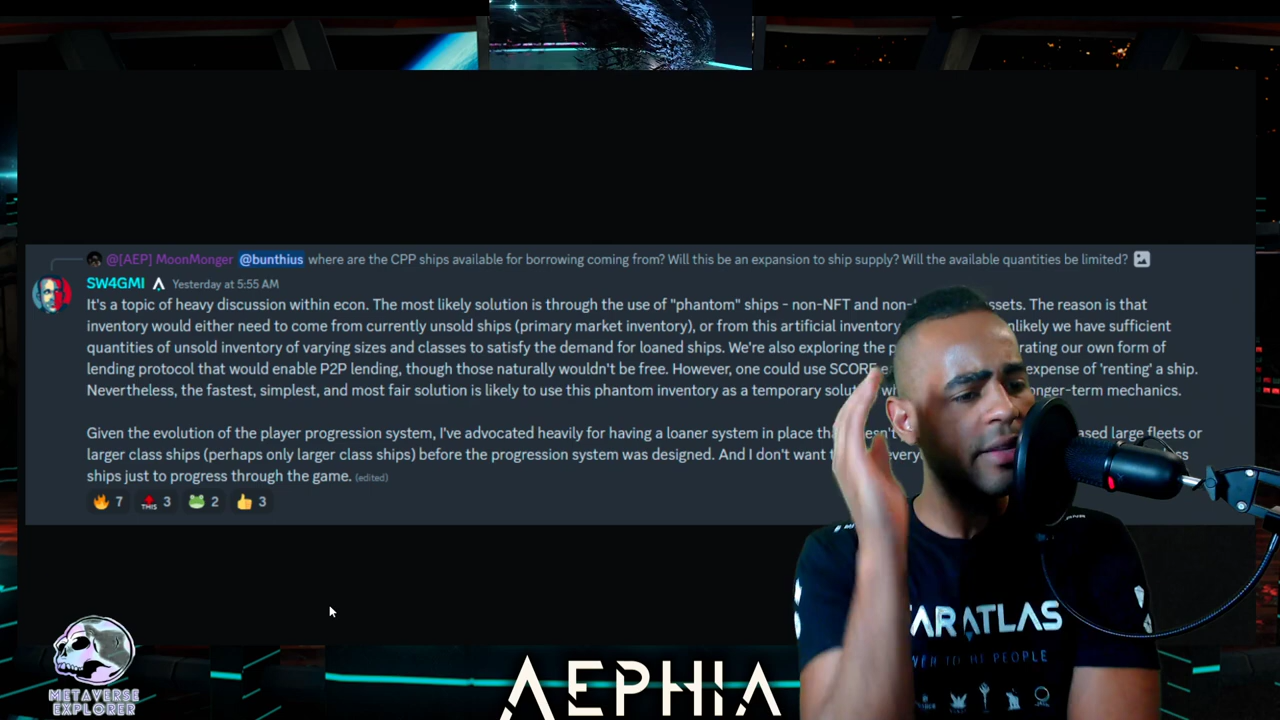 @[AEP] MoonMonger @bunthius where are the CPP ships available for borrowing coming from? Will this be an expansion to ship supply? Will the available quantities be limited?
SW4GMI Yesterday at 5:55 AM
It's a topic of heavy discussion within econ. The most likely solution is through the use of "phantom" ships - non-NFT and non- assets. The reason is that
inventory would either need to come from currently unsold ships (primary market inventory), or from this artificial inventory unlikely we have sufficient
quantities of unsold inventory of varying sizes and classes to satisfy the demand for loaned ships. We're also exploring the our own form of
lending protocol that would enable P2P lending, though those naturally wouldn't be free. However, one could use SCORE expense of 'renting' a ship.
Nevertheless, the fastest, simplest, and most fair solution is likely to use this phantom inventory as a temporary longer-term mechanics.
Given the evolution of the player progression system, I've advocated heavily for having a loaner system in place large fleets or
larger class ships (perhaps only larger class ships) before the progression system was designed. And I don't want
ships just to progress through the game. (edited)
7 THIS 3 2 3
TARATLAS
METAVERSE
EXPLORER
AEPHIA